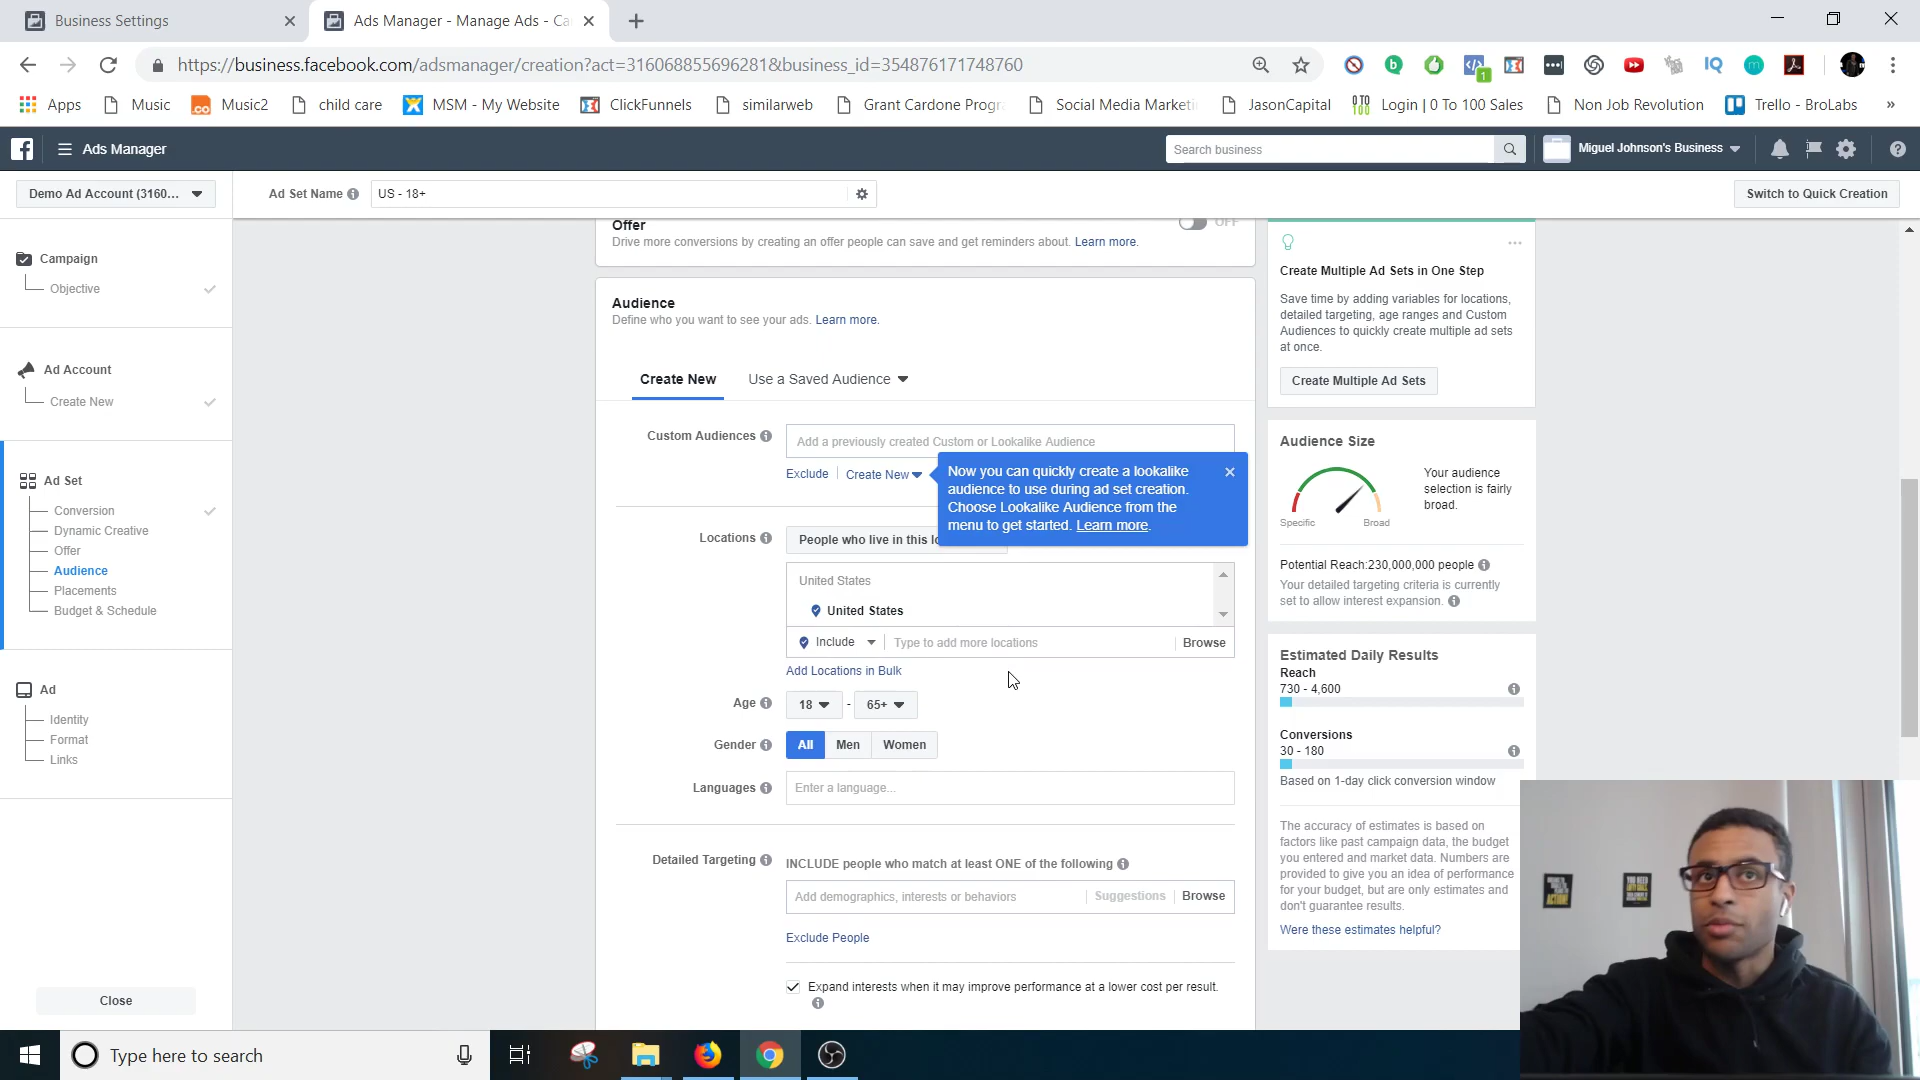 Business Settings
Ads Manager - Manage Ads - Ca
https://business.facebook.com/adsmanager/creation?act=316068855696281&business_id=354876171748760
Apps
Music
Music2
child care
MSM - My Website
ClickFunnels
similarweb
Grant Cardone Progra
Social Media Marketi
JasonCapital
Login | 0 To 100 Sales
Non Job Revolution
Trello - BroLabs
»
Ads Manager
Search business
Miguel Johnson's Business
Demo Ad Account (3160...
Ad Set Name
US - 18+
Switch to Quick Creation
Campaign
Objective
Ad Account
Create New
Ad Set
Conversion
Dynamic Creative
Offer
Audience
Placements
Budget & Schedule
Ad
Identity
Format
Links
Close
Offer
OFF
Drive more conversions by creating an offer people can save and get reminders about. Learn more.
Audience
Define who you want to see your ads. Learn more.
Create New
Use a Saved Audience
Custom Audiences
Add a previously created Custom or Lookalike Audience
Exclude
Create New
Now you can quickly create a lookalike
audience to use during ad set creation.
Choose Lookalike Audience from the
menu to get started. Learn more.
Locations
People who live in this lo
United States
United States
Include
Type to add more locations
Browse
Add Locations in Bulk
Age
18
-
65+
Gender
All
Men
Women
Languages
Enter a language...
Detailed Targeting
INCLUDE people who match at least ONE of the following
Add demographics, interests or behaviors
Suggestions
Browse
Exclude People
Expand interests when it may improve performance at a lower cost per result.
Create Multiple Ad Sets in One Step
Save time by adding variables for locations,
detailed targeting, age ranges and Custom
Audiences to quickly create multiple ad sets
at once.
Create Multiple Ad Sets
Audience Size
Specific
Broad
Your audience
selection is fairly
broad.
Potential Reach:230,000,000 people
Your detailed targeting criteria is currently
set to allow interest expansion.
Estimated Daily Results
Reach
730 - 4,600
Conversions
30 - 180
Based on 1-day click conversion window
The accuracy of estimates is based on
factors like past campaign data, the budget
you entered and market data. Numbers are
provided to give you an idea of performance
for your budget, but are only estimates and
don't guarantee results.
Were these estimates helpful?
Type here to search